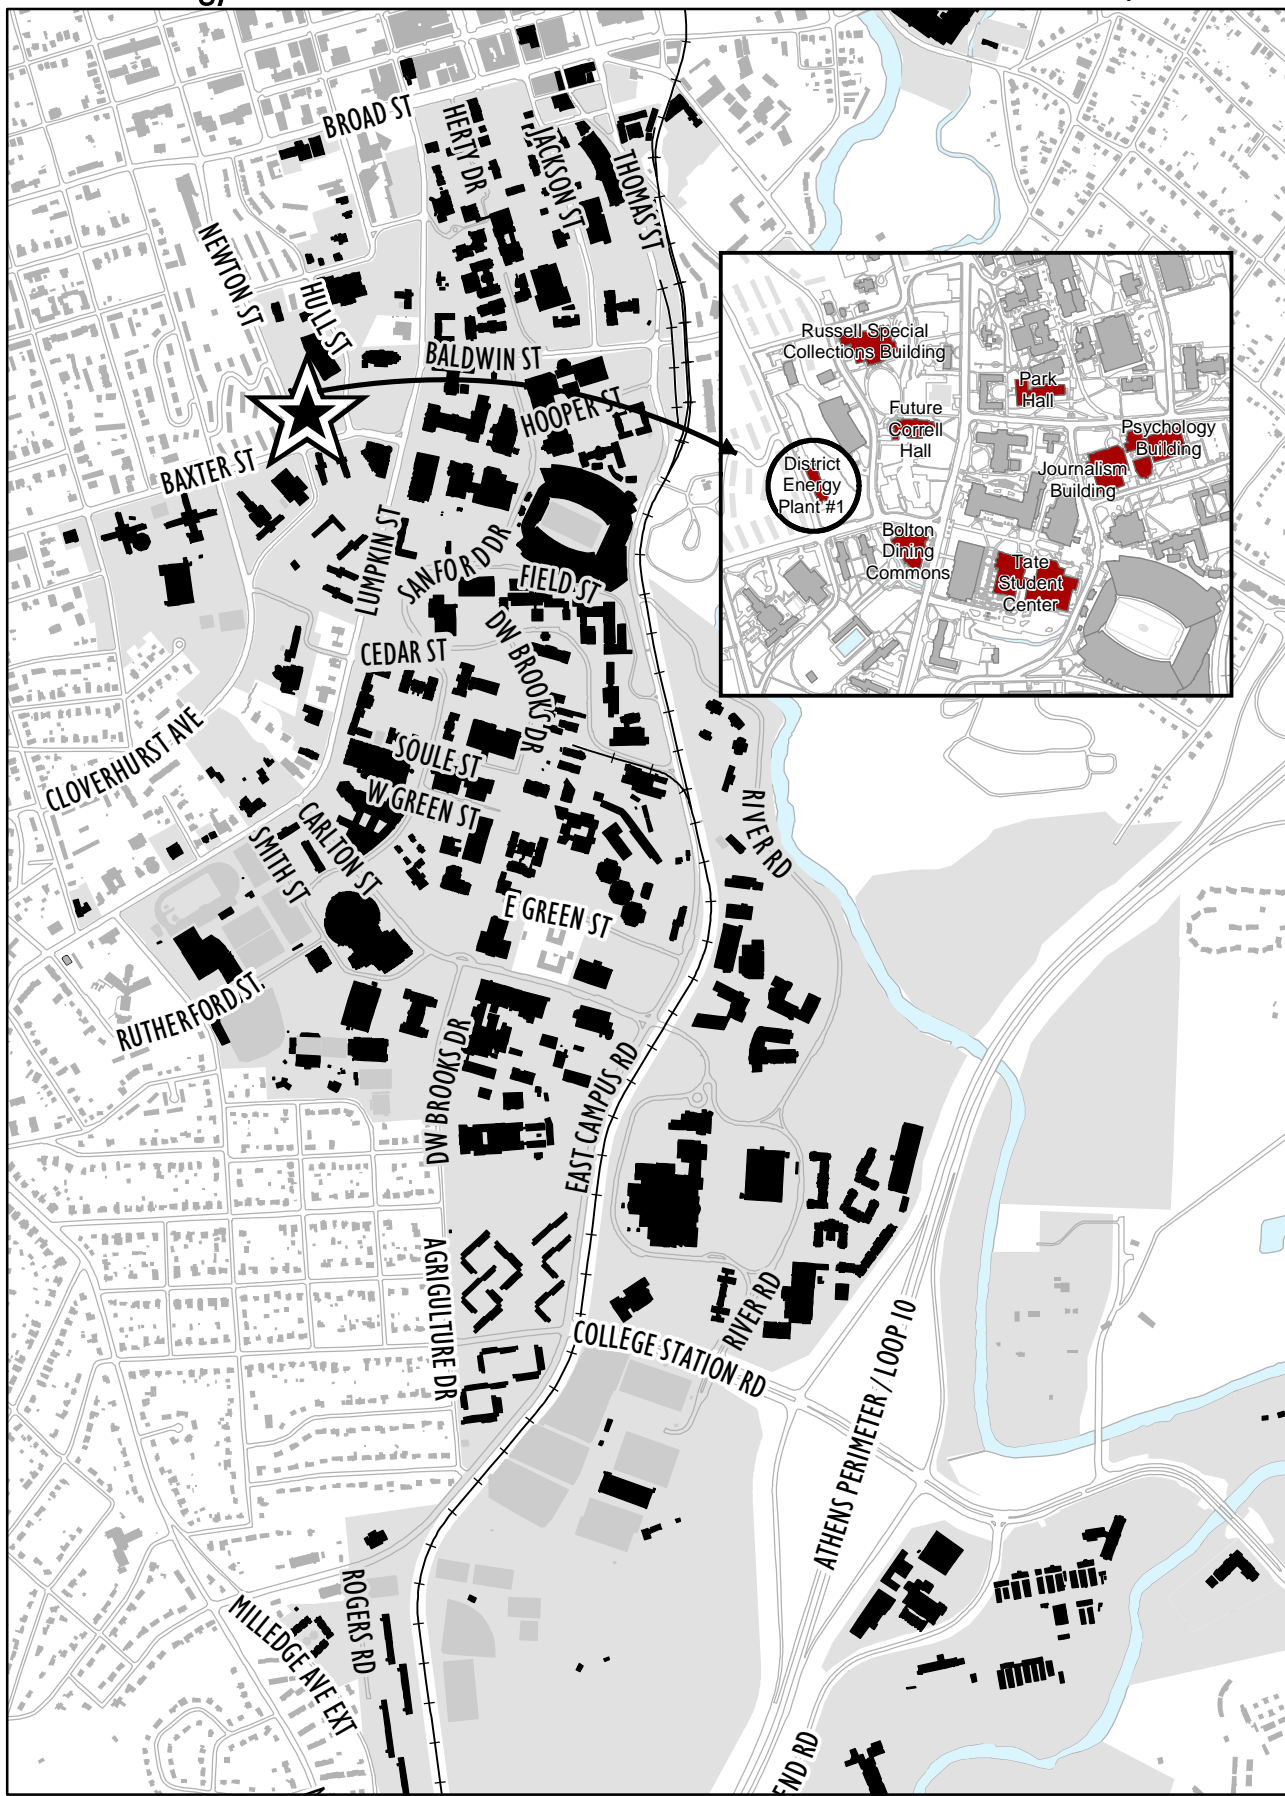 BROAD ST
HERTY DR
JACKSON ST
THOMAS ST
NEWTON ST
HULL ST
BALDWIN ST
HOOPER ST
BAXTER ST
LUMPKIN ST
SANFORD DR
FIELD ST
CEDAR ST
DW BROOKS DR
CLOVERHURST AVE
SOULE ST
W GREEN ST
CARLTON ST
SMITH ST
RIVER RD
E GREEN ST
RUTHERFORD ST.
DW BROOKS DR
EAST CAMPUS RD
AGRIGULTURE DR
RIVER RD
COLLEGE STATION RD
ATHENS PERIMETER / LOOP 10
ROGERS RD
MILLEDGE AVE EXT
END RD
Russell Special
Collections Building
Park
Hall
Future
Correll
Hall
Psychology
Building
Journalism
Building
District
Energy
Plant #1
Bolton
Dining
Commons
Tate
Student
Center